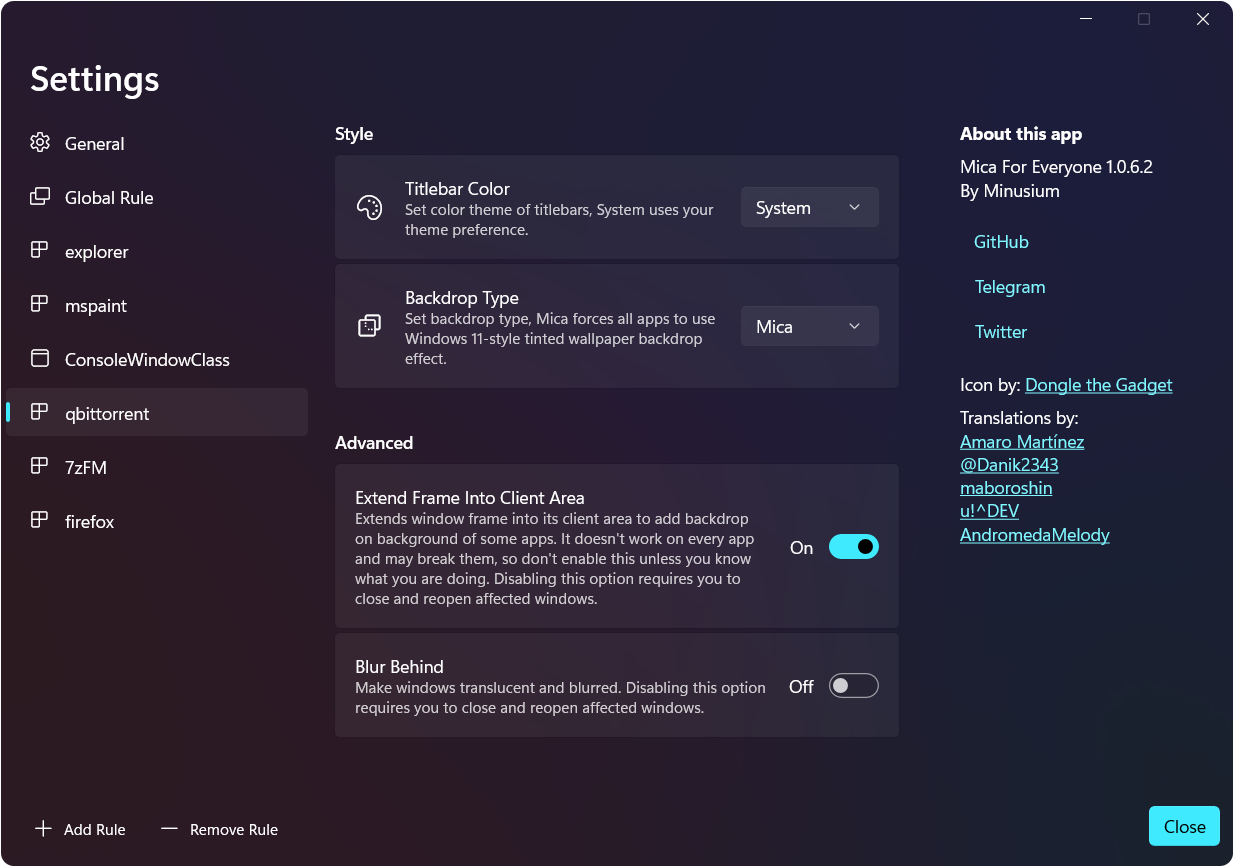 Settings
General
Global Rule
explorer
mspaint
ConsoleWindowClass
qbittorrent
7zFM
firefox
Add Rule
Remove Rule
Style
Titlebar Color
Set color theme of titlebars, System uses your
theme preference.
System
Backdrop Type
Set backdrop type, Mica forces all apps to use
Windows 11-style tinted wallpaper backdrop
effect.
Mica
Advanced
Extend Frame Into Client Area
Extends window frame into its client area to add backdrop
on background of some apps. It doesn't work on every app
and may break them, so don't enable this unless you know
what you are doing. Disabling this option requires you to
close and reopen affected windows.
On
Blur Behind
Make windows translucent and blurred. Disabling this option
requires you to close and reopen affected windows.
Off
About this app
Mica For Everyone 1.0.6.2
By Minusium
GitHub
Telegram
Twitter
Icon by: Dongle the Gadget
Translations by:
Amaro Martínez
@Danik2343
maboroshin
u!^DEV
AndromedaMelody
Close